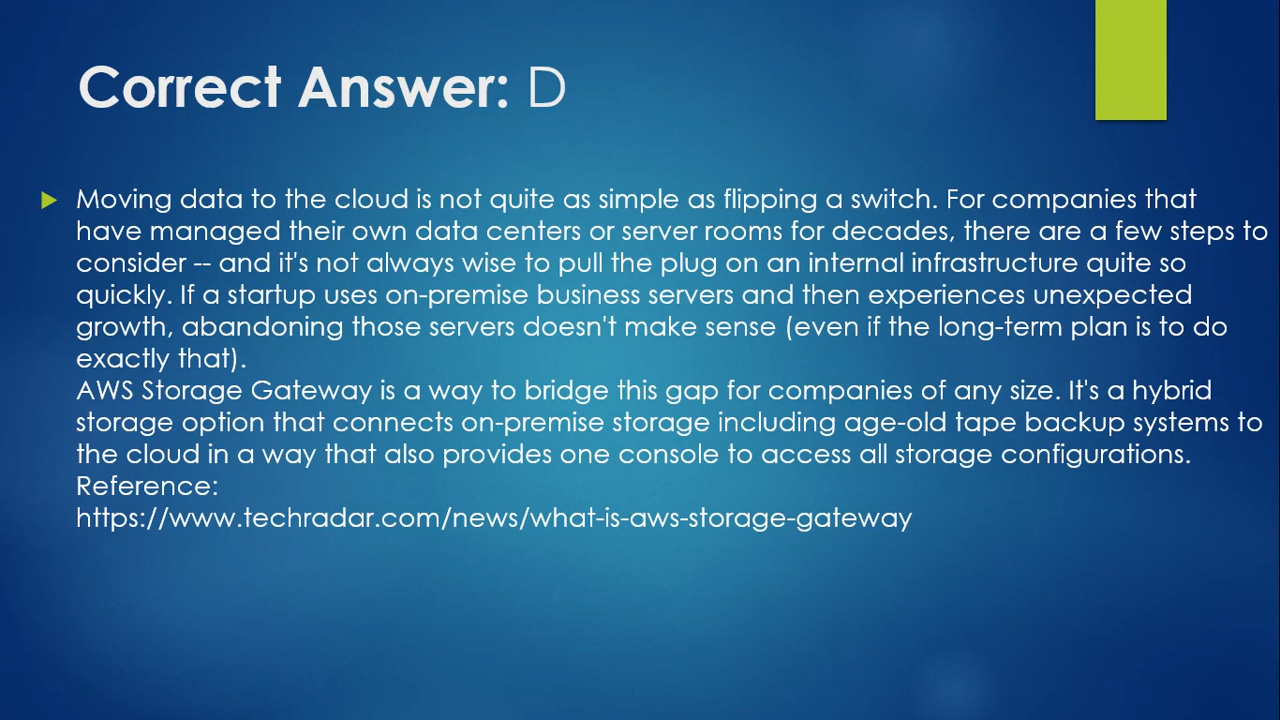 Correct Answer: D
Moving data to the cloud is not quite as simple as flipping a switch. For companies that
have managed their own data centers or server rooms for decades, there are a few steps to
consider -- and it's not always wise to pull the plug on an internal infrastructure quite so
quickly. If a startup uses on-premise business servers and then experiences unexpected
growth, abandoning those servers doesn't make sense (even if the long-term plan is to do
exactly that).
AWS Storage Gateway is a way to bridge this gap for companies of any size. It's a hybrid
storage option that connects on-premise storage including age-old tape backup systems to
the cloud in a way that also provides one console to access all storage configurations.
Reference:
https://www.techradar.com/news/what-is-aws-storage-gateway